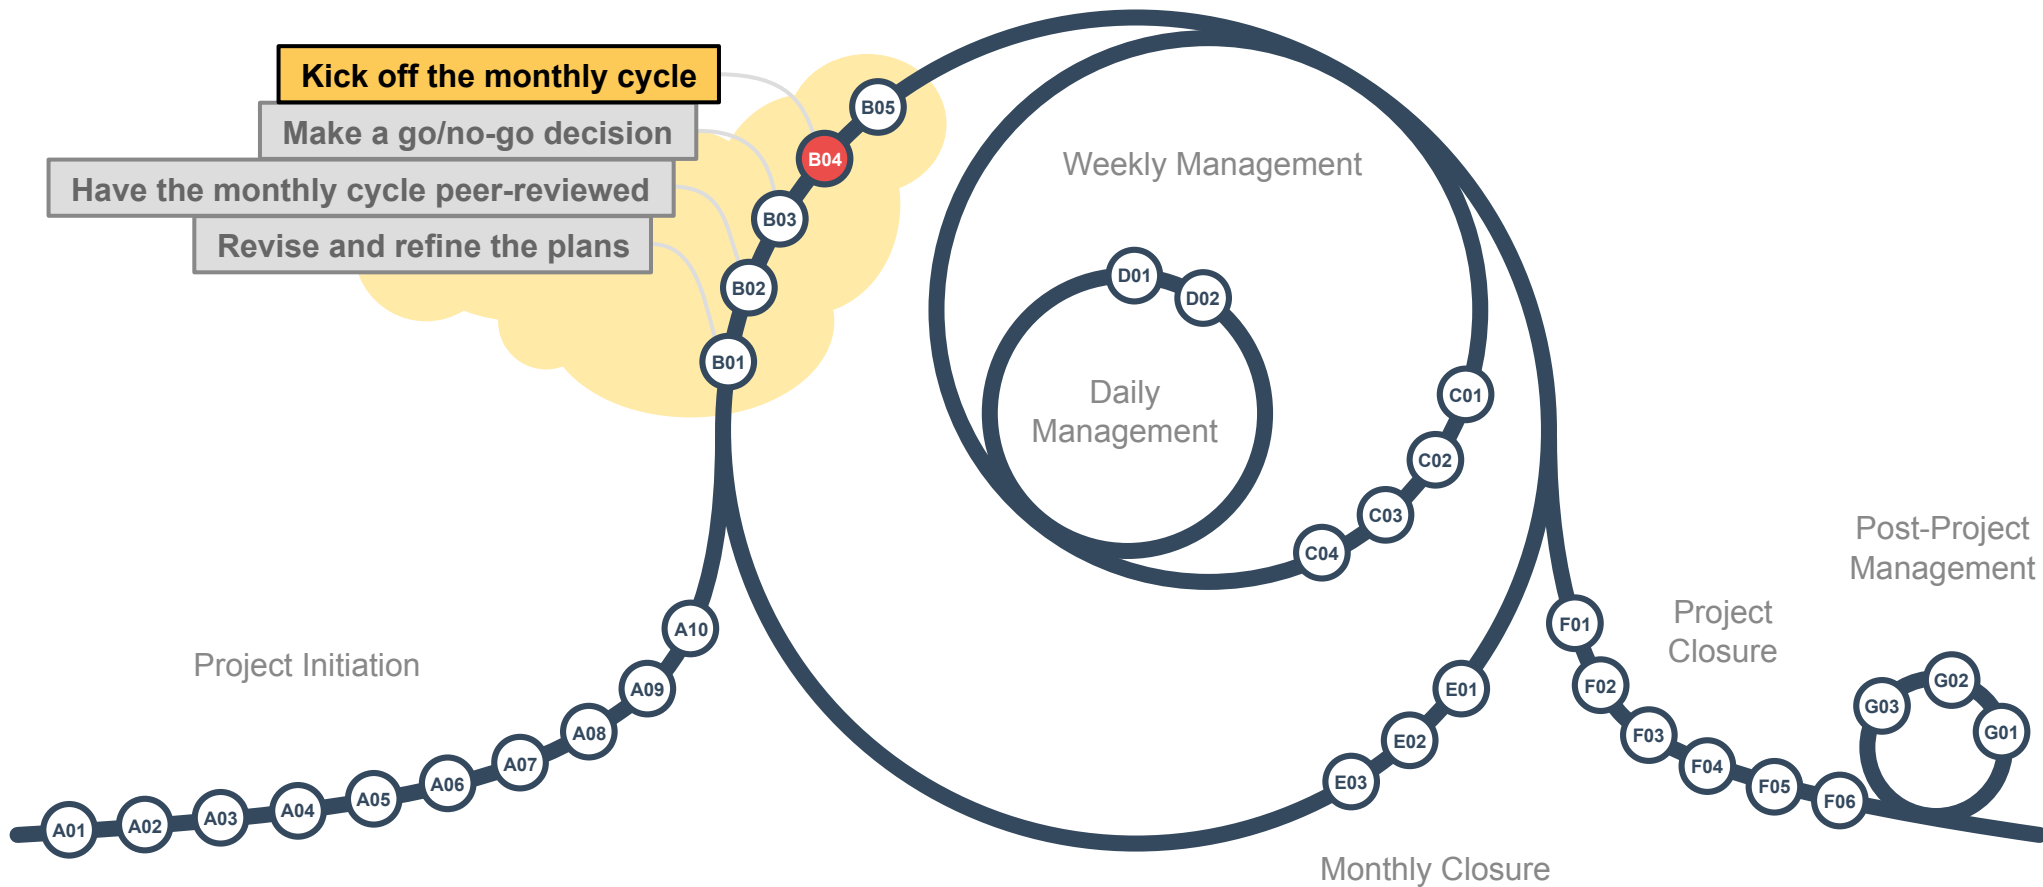 Kick off the monthly cycle
Make a go/no-go decision
Have the monthly cycle peer-reviewed
Revise and refine the plans
B05
B04
B03
B02
B01
Weekly Management
D01
D02
Daily
Management
C01
C02
C03
C04
Project Initiation
A01
A02
A03
A04
A05
A06
A07
A08
A09
A10
E01
E02
E03
Monthly Closure
F01
F02
F03
F04
F05
F06
Project
Closure
Post-Project
Management
G03
G02
G01